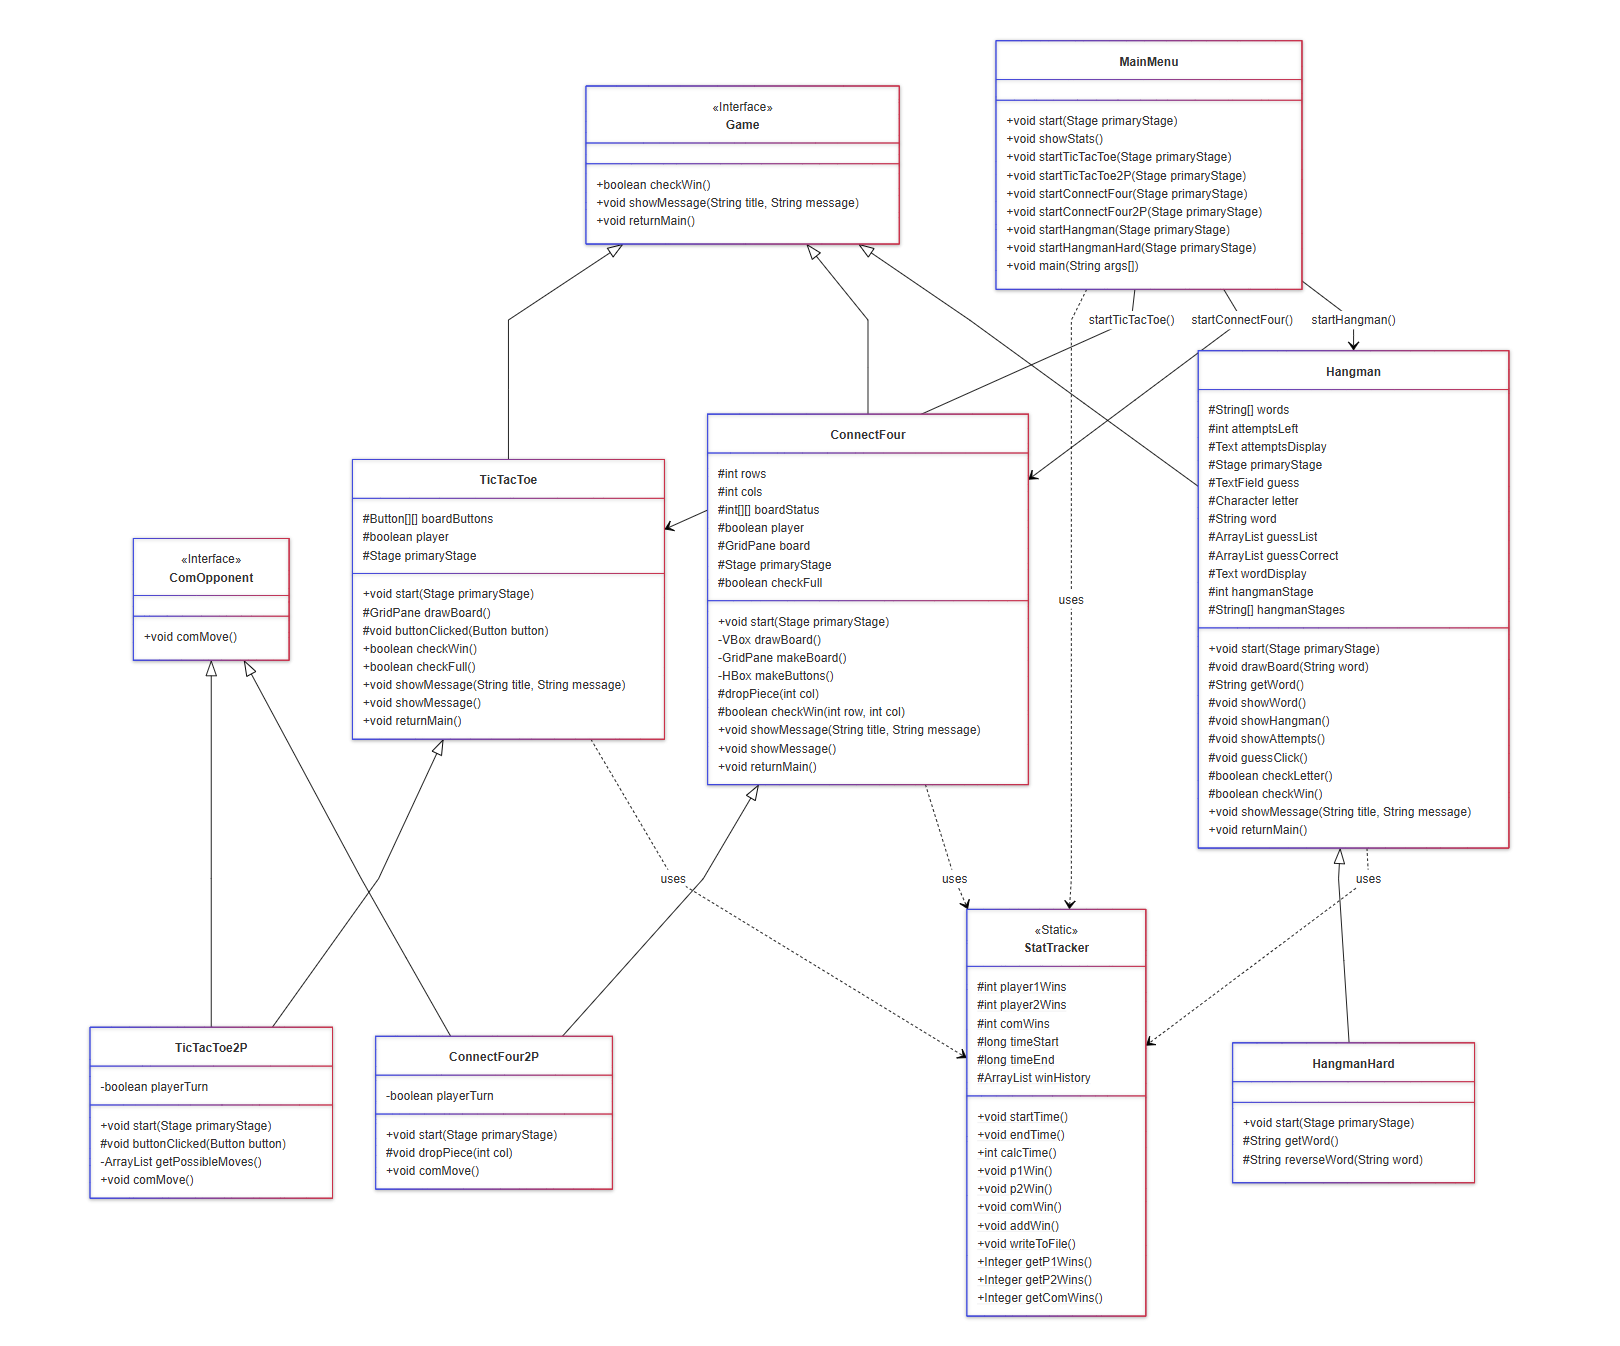 MainMenu
+void start(Stage primaryStage)
+void showStats()
+void startTicTacToe(Stage primaryStage)
+void startTicTacToe2P(Stage primaryStage)
+void startConnectFour(Stage primaryStage)
+void startConnectFour2P(Stage primaryStage)
+void startHangman(Stage primaryStage)
+void startHangmanHard(Stage primaryStage)
+void main(String args[])
«Interface»
Game
+boolean checkWin()
+void showMessage(String title, String message)
+void returnMain()
startTicTacToe()
startConnectFour()
startHangman()
Hangman
#String[] words
#int attemptsLeft
#Text attemptsDisplay
#Stage primaryStage
#TextField guess
#Character letter
#String word
#ArrayList guessList
#ArrayList guessCorrect
#Text wordDisplay
#int hangmanStage
#String[] hangmanStages
+void start(Stage primaryStage)
#void drawBoard(String word)
#String getWord()
#void showWord()
#void showHangman()
#void showAttempts()
#void guessClick()
#boolean checkLetter()
#boolean checkWin()
+void showMessage(String title, String message)
+void returnMain()
ConnectFour
#int rows
#int cols
#int[][] boardStatus
#boolean player
#GridPane board
#Stage primaryStage
#boolean checkFull
+void start(Stage primaryStage)
-VBox drawBoard()
-GridPane makeBoard()
-HBox makeButtons()
#dropPiece(int col)
#boolean checkWin(int row, int col)
+void showMessage(String title, String message)
+void showMessage()
+void returnMain()
TicTacToe
#Button[][] boardButtons
#boolean player
#Stage primaryStage
+void start(Stage primaryStage)
#GridPane drawBoard()
#void buttonClicked(Button button)
+boolean checkWin()
+boolean checkFull()
+void showMessage(String title, String message)
+void showMessage()
+void returnMain()
«Interface»
ComOpponent
+void comMove()
uses
uses
uses
uses
«Static»
StatTracker
#int player1Wins
#int player2Wins
#int comWins
#long timeStart
#long timeEnd
#ArrayList winHistory
+void startTime()
+void endTime()
+int calcTime()
+void p1Win()
+void p2Win()
+void comWin()
+void addWin()
+void writeToFile()
+Integer getP1Wins()
+Integer getP2Wins()
+Integer getComWins()
TicTacToe2P
-boolean playerTurn
+void start(Stage primaryStage)
#void buttonClicked(Button button)
-ArrayList getPossibleMoves()
+void comMove()
ConnectFour2P
-boolean playerTurn
+void start(Stage primaryStage)
#void dropPiece(int col)
+void comMove()
HangmanHard
+void start(Stage primaryStage)
#String getWord()
#String reverseWord(String word)